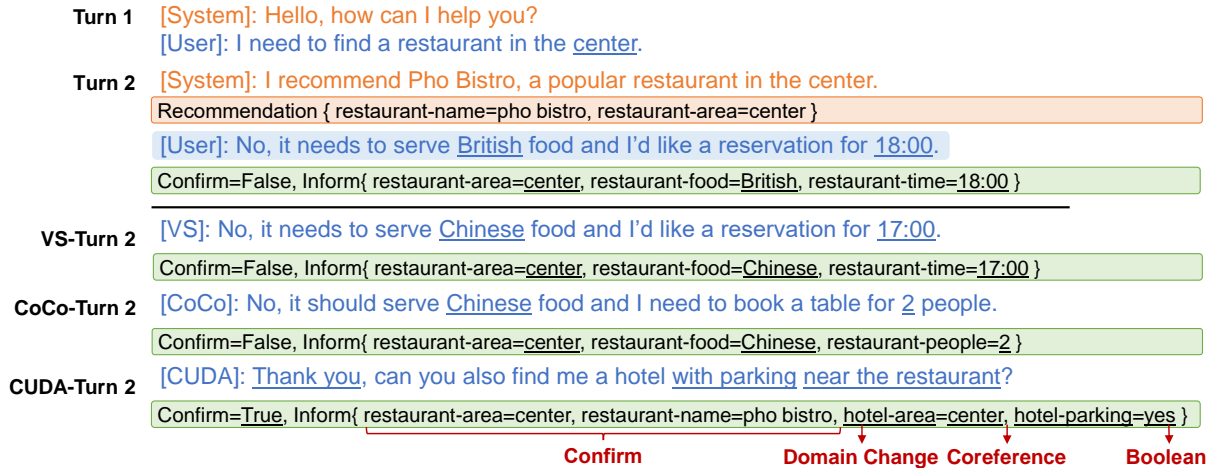 Turn 1 [System]: Hello, how can I help you?
[User]: I need to find a restaurant in the center.
Turn 2 [System]: I recommend Pho Bistro, a popular restaurant in the center.
Recommendation { restaurant-name=pho bistro, restaurant-area=center }
[User]: No, it needs to serve British food and I'd like a reservation for 18:00.
Confirm=False, Inform{ restaurant-area=center, restaurant-food=British, restaurant-time=18:00 }
VS-Turn 2 [VS]: No, it needs to serve Chinese food and I'd like a reservation for 17:00.
Confirm=False, Inform{ restaurant-area=center, restaurant-food=Chinese, restaurant-time=17:00 }
CoCo-Turn 2 [CoCo]: No, it should serve Chinese food and I need to book a table for 2 people.
Confirm=False, Inform{ restaurant-area=center, restaurant-food=Chinese, restaurant-people=2 }
CUDA-Turn 2 [CUDA]: Thank you, can you also find me a hotel with parking near the restaurant?
Confirm=True, Inform{ restaurant-area=center, restaurant-name=pho bistro, hotel-area=center, hotel-parking=yes }
Confirm Domain Change Coreference Boolean